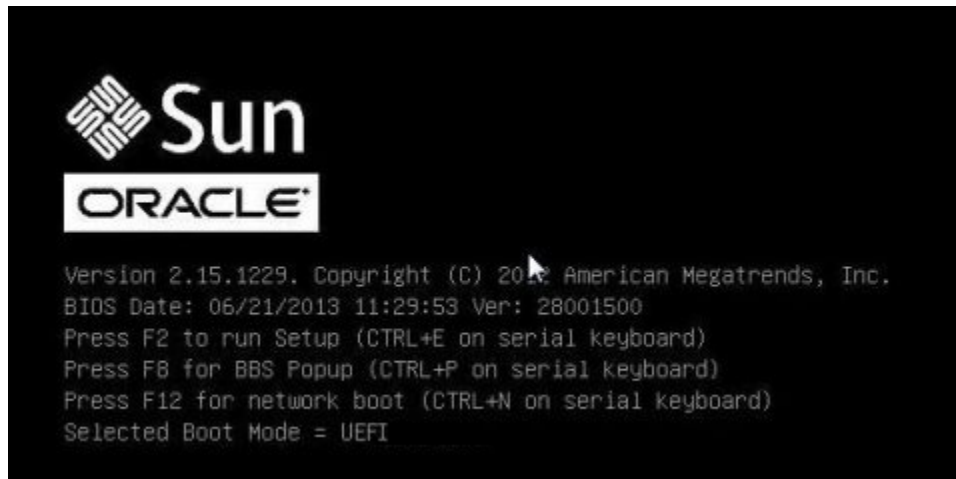 Sun
ORACLE
Version 2.15.1229. Copyright (C) American Megatrends, Inc.
BIOS Date: 06/21/2013 11:29:53 Ver: 28001500
Press F2 to run Setup (CTRL+E on serial keyboard)
Press F8 for BBS Popup (CTRL+P on serial keyboard)
Press F12 for network boot (CTRL+N on serial keyboard)
Selected Boot Mode = UEFI